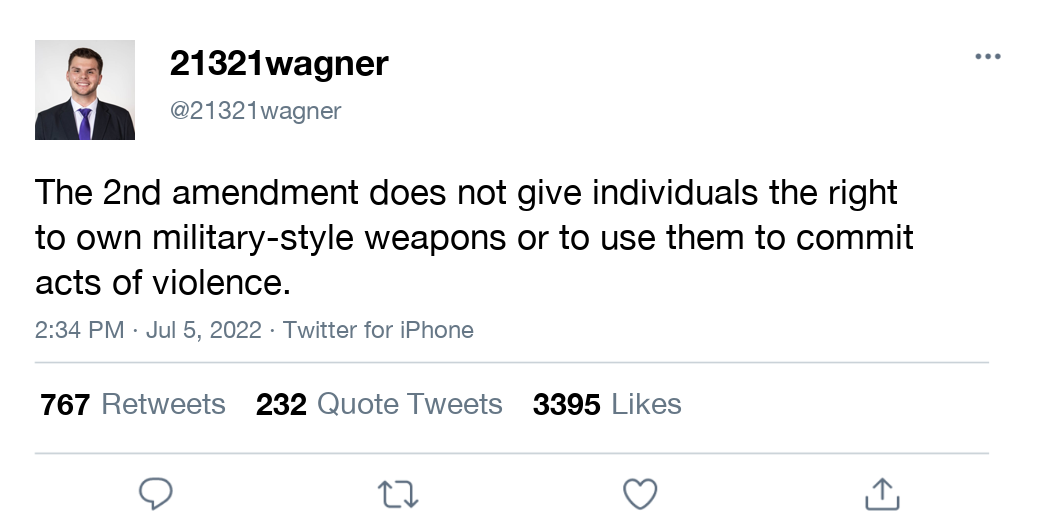 21321wagner
@21321wagner
The 2nd amendment does not give individuals the right
to own military-style weapons or to use them to commit
acts of violence.
2:34 PM · Jul 5, 2022 · Twitter for iPhone
767 Retweets 232 Quote Tweets 3395 Likes